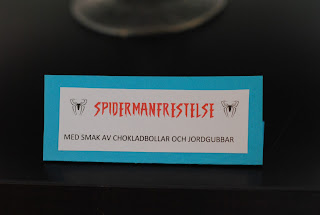 SPIDERMANFRESTELSE
MED SMAK AV CHOKLADBOLLAR OCH JORDGUBBAR